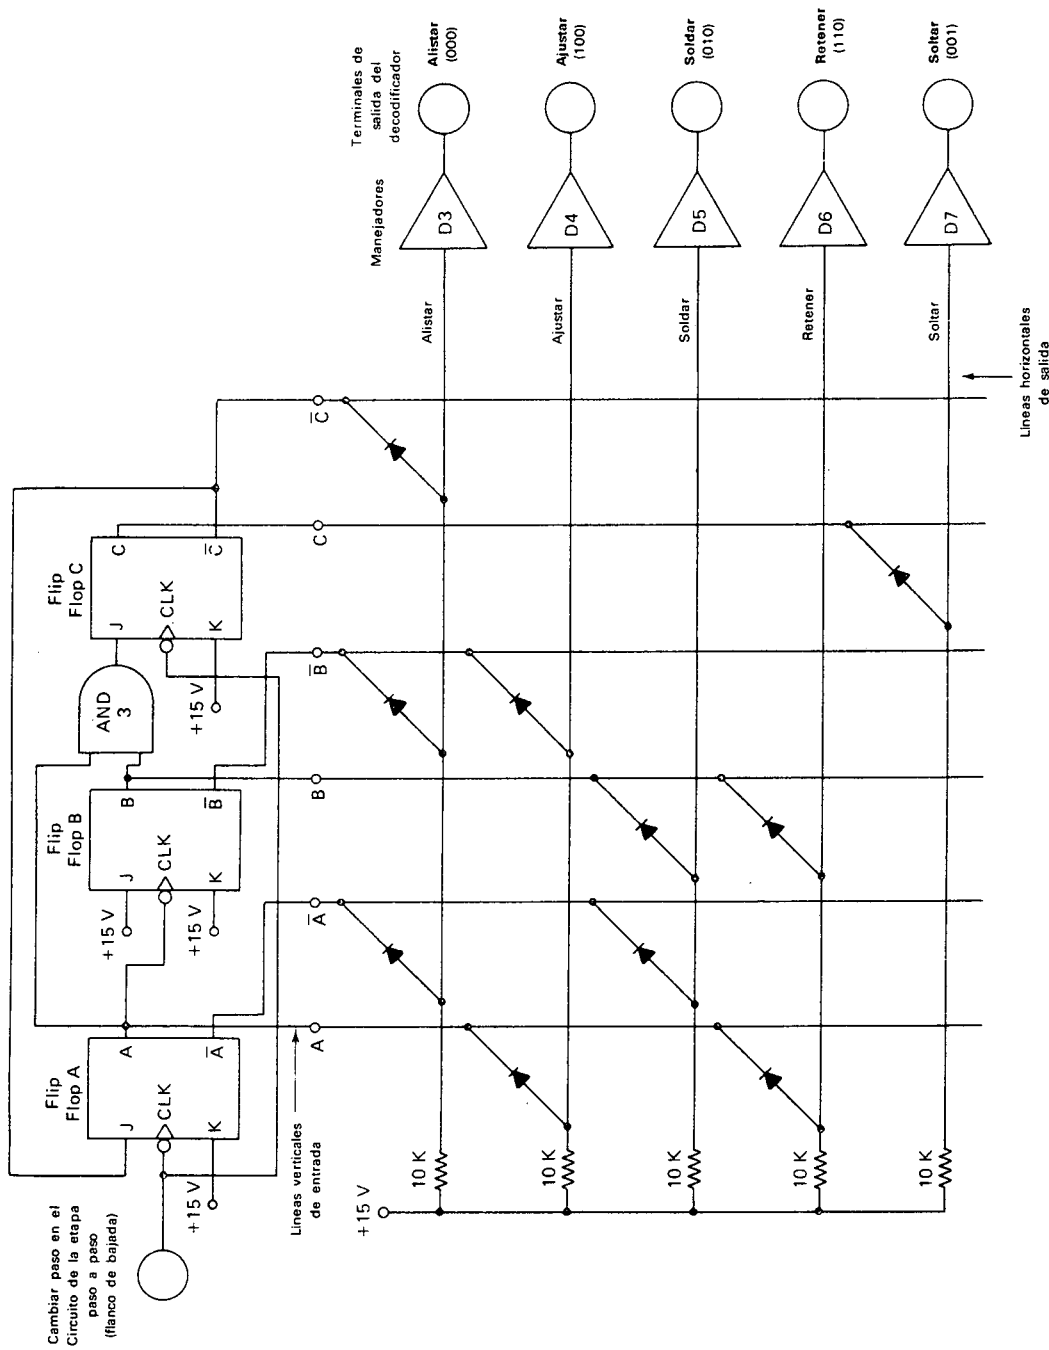 Cambiar paso en el
Circuito de la etapa
paso a paso
(flanco de bajada)
Flip
Flop A
J
CLK
K
A
A
+15 V
Flip
Flop B
J
CLK
K
B
B
+15 V
+15 V
AND
3
Flip
Flop C
J
CLK
K
C
C
+15 V
Lineas verticales
de entrada
A
A
B
B
C
C
+15 V
10 K
10 K
10 K
10 K
10 K
Alistar
Ajustar
Soldar
Retener
Soltar
Lineas horizontales
de salida
Manejadores
D3
D4
D5
D6
D7
Terminales de
salida del
decodificador
Alistar
(000)
Ajustar
(100)
Soldar
(010)
Retener
(110)
Soltar
(001)